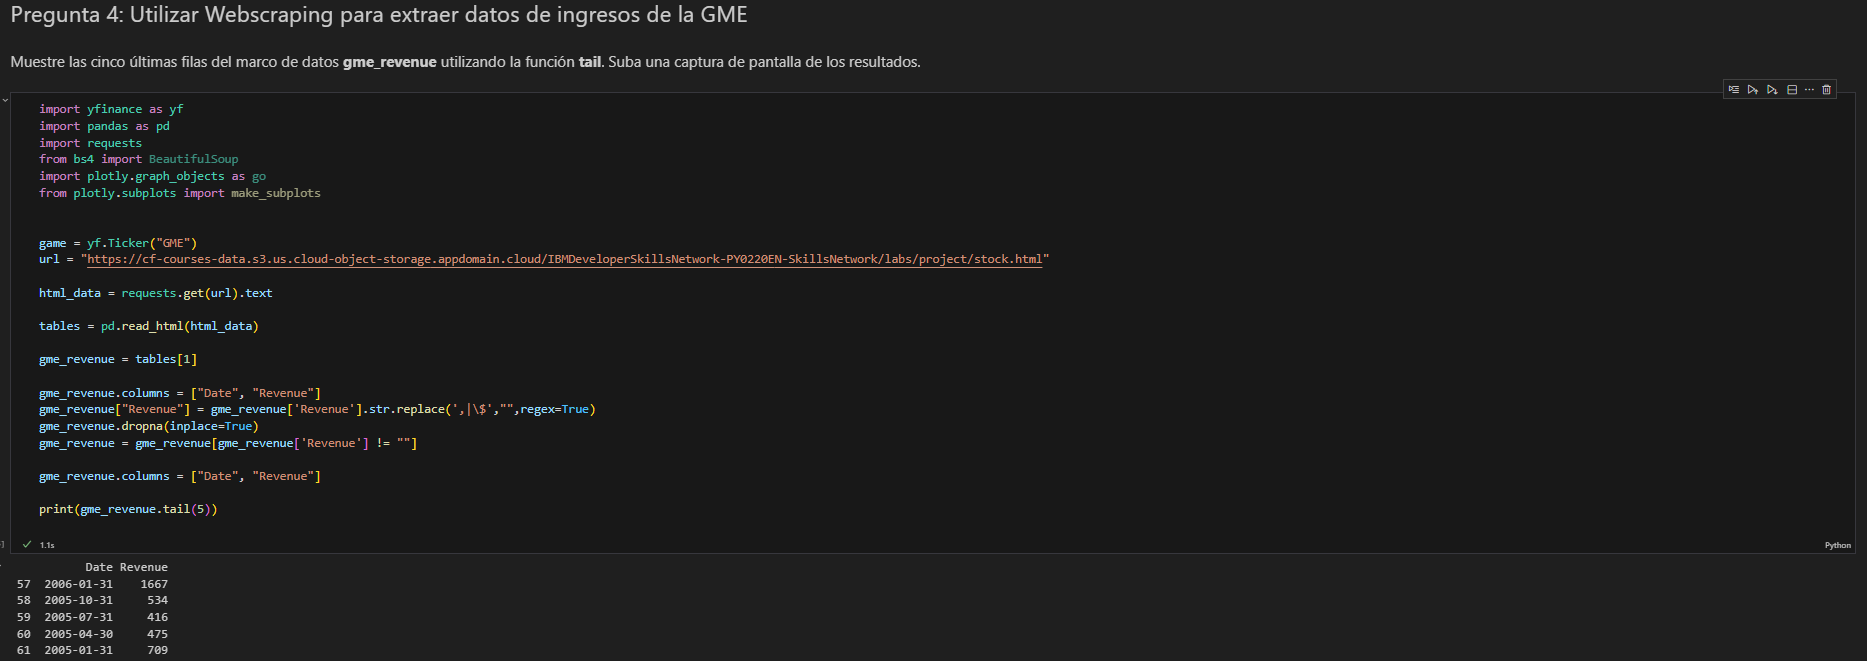 Pregunta 4: Utilizar Webscraping para extraer datos de ingresos de la GME
Muestre las cinco últimas filas del marco de datos gme_revenue utilizando la función tail. Suba una captura de pantalla de los resultados.
import yfinance as yf
import pandas as pd
import requests
from bs4 import BeautifulSoup
import plotly.graph_objects as go
from plotly.subplots import make_subplots
game = yf.Ticker("GME")
url = "https://cf-courses-data.s3.us.cloud-object-storage.appdomain.cloud/IBMDeveloperSkillsNetwork-PY0220EN-SkillsNetwork/labs/project/stock.html"
html_data = requests.get(url).text
tables = pd.read_html(html_data)
gme_revenue = tables[1]
gme_revenue.columns = ["Date", "Revenue"]
gme_revenue["Revenue"] = gme_revenue['Revenue'].str.replace(',|\$',"",regex=True)
gme_revenue.dropna(inplace=True)
gme_revenue = gme_revenue[gme_revenue['Revenue'] != ""]
gme_revenue.columns = ["Date", "Revenue"]
print(gme_revenue.tail(5))
1.1s
Python
Date Revenue
57 2006-01-31 1667
58 2005-10-31 534
59 2005-07-31 416
60 2005-04-30 475
61 2005-01-31 709